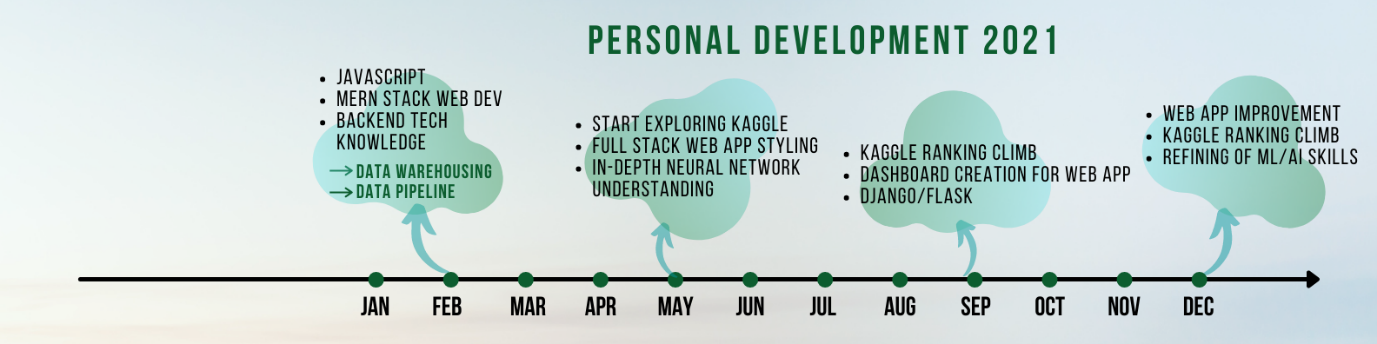 PERSONAL DEVELOPMENT 2021
• JAVASCRIPT
• MERN STACK WEB DEV
• BACKEND TECH
KNOWLEDGE
→ DATA WAREHOUSING
→ DATA PIPELINE
• START EXPLORING KAGGLE
• FULL STACK WEB APP STYLING
• IN-DEPTH NEURAL NETWORK
UNDERSTANDING
• KAGGLE RANKING CLIMB
• DASHBOARD CREATION FOR WEB APP
• DJANGO/FLASK
• WEB APP IMPROVEMENT
• KAGGLE RANKING CLIMB
• REFINING OF ML/AI SKILLS
JAN FEB MAR APR MAY JUN JUL AUG SEP OCT NOV DEC